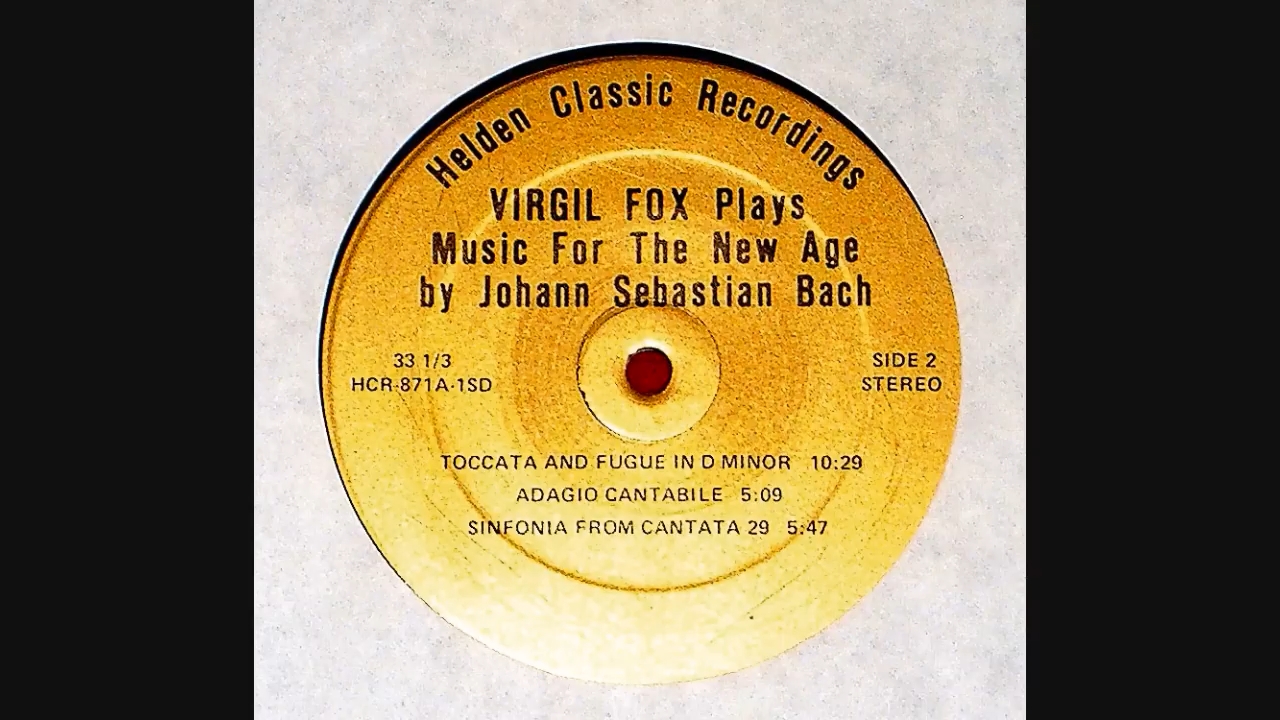 Helden Classic Recordings
VIRGIL FOX Plays
Music For The New Age
by Johann Sebastian Bach
33 1/3
HCR-871A-1SD
SIDE 2
STEREO
TOCCATA AND FUGUE IN D MINOR 10:29
ADAGIO CANTABILE 5:09
SINFONIA FROM CANTATA 29 5:47